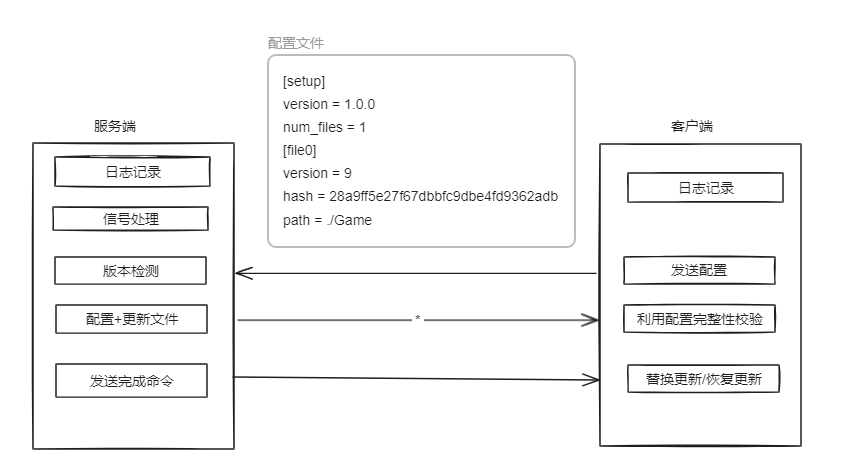 配置文件
[setup]
version = 1.0.0
num_files = 1
[file0]
version = 9
hash = 28a9ff5e27f67dbbfc9dbe4fd9362adb
path = ./Game
服务端
日志记录
信号处理
版本检测
配置+更新文件
发送完成命令
*
客户端
日志记录
发送配置
利用配置完整性校验
替换更新/恢复更新